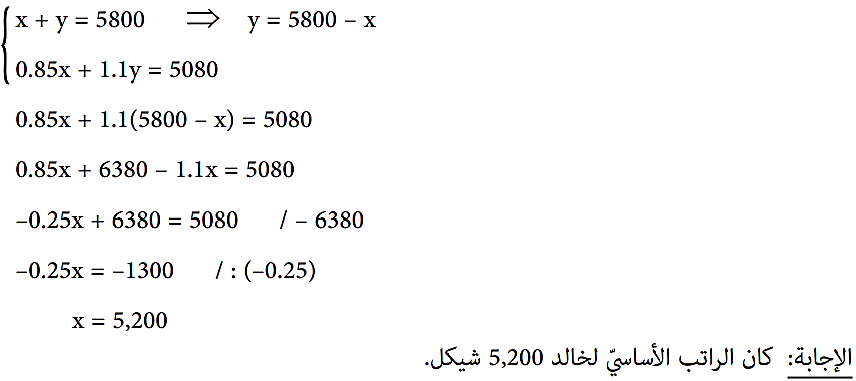 x + y = 5800 ⇒ y = 5800 – x
0.85x + 1.1y = 5080
0.85x + 1.1(5800 – x) = 5080
0.85x + 6380 – 1.1x = 5080
–0.25x + 6380 = 5080 / – 6380
–0.25x = –1300 / : (–0.25)
x = 5,200
الإجابة: كان الراتب الأساسيّ لخالد 5,200 شيكل.